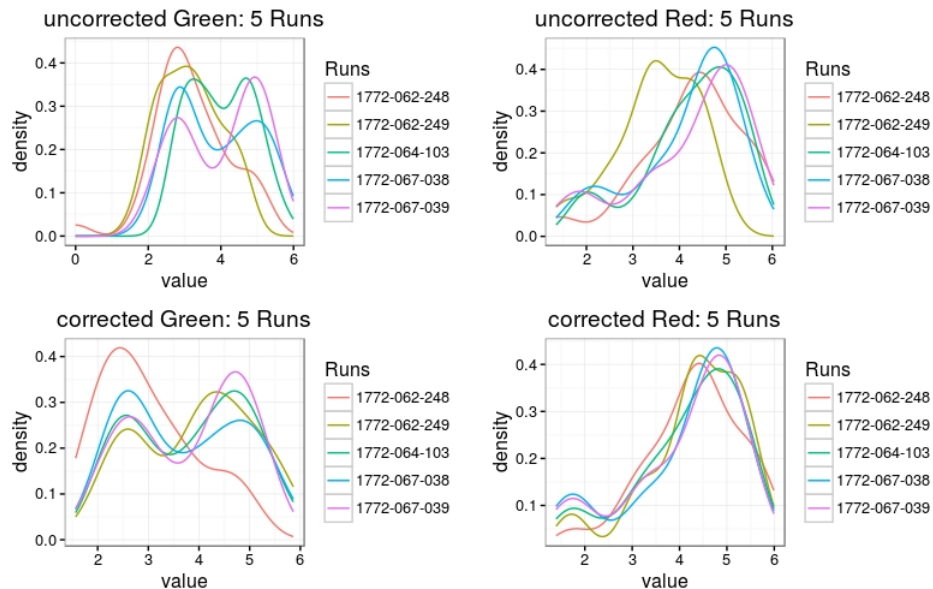 uncorrected Green: 5 Runs
density
0.4
0.3
0.2
0.1
0.0
0 2 4 6
value
Runs
1772-062-248
1772-062-249
1772-064-103
1772-067-038
1772-067-039
uncorrected Red: 5 Runs
density
0.4
0.3
0.2
0.1
0.0
2 3 4 5 6
value
Runs
1772-062-248
1772-062-249
1772-064-103
1772-067-038
1772-067-039
corrected Green: 5 Runs
density
0.4
0.3
0.2
0.1
0.0
2 3 4 5 6
value
Runs
1772-062-248
1772-062-249
1772-064-103
1772-067-038
1772-067-039
corrected Red: 5 Runs
density
0.4
0.3
0.2
0.1
2 3 4 5 6
value
Runs
1772-062-248
1772-062-249
1772-064-103
1772-067-038
1772-067-039